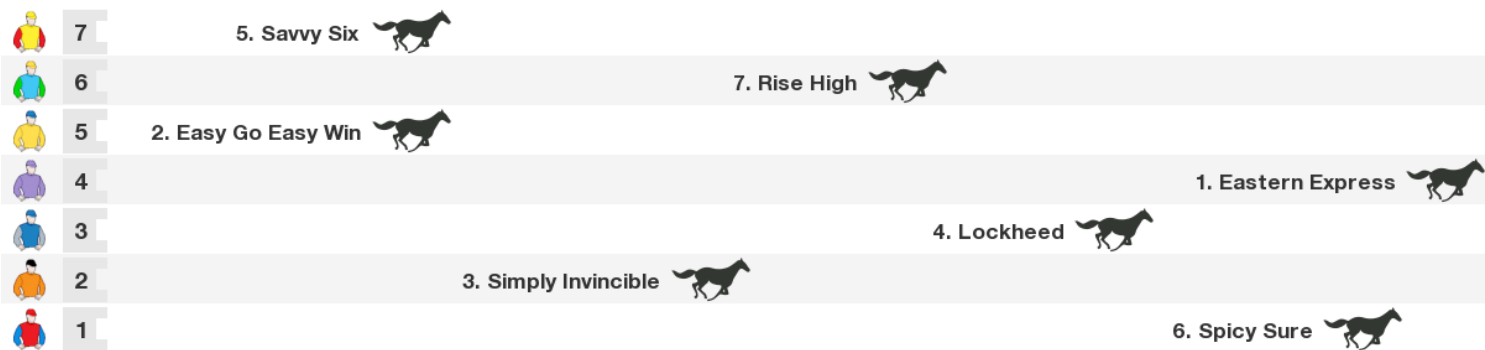 7 5. Savvy Six
6 7. Rise High
5 2. Easy Go Easy Win
4 1. Eastern Express
3 4. Lockheed
2 3. Simply Invincible
1 6. Spicy Sure